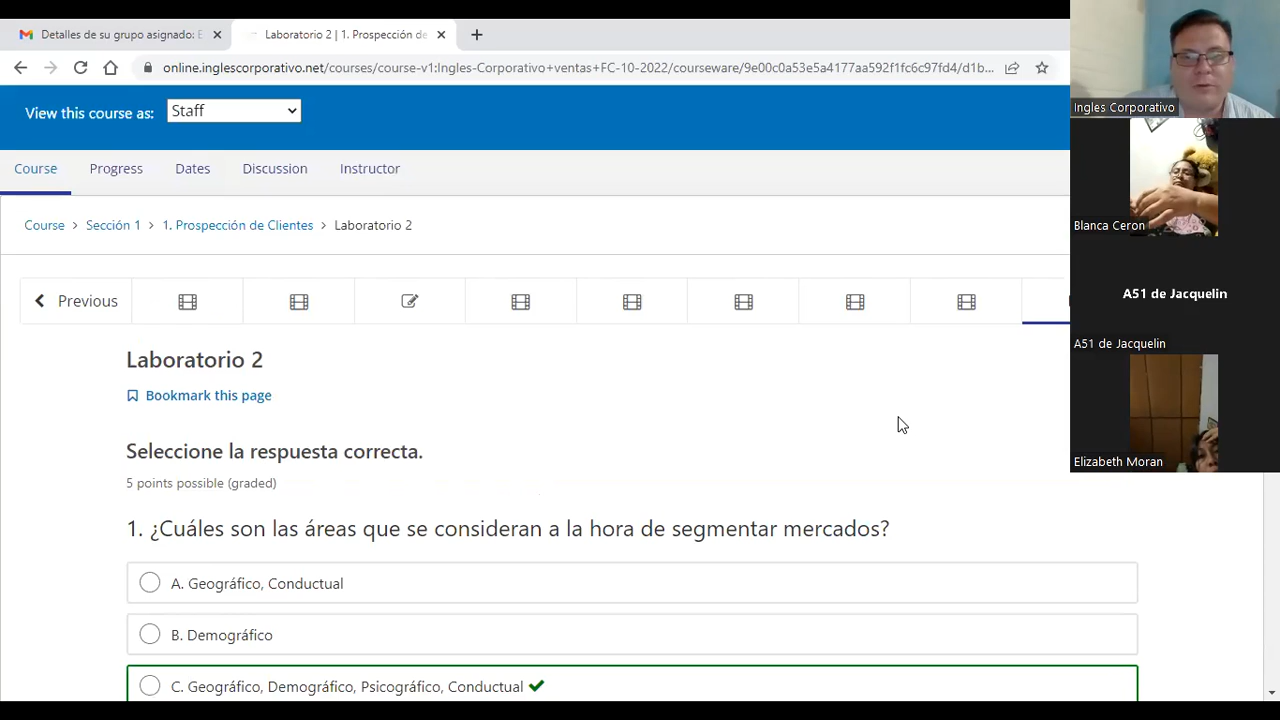 Detalles de su grupo asignado: E
Laboratorio 2 | 1. Prospección de
online.inglescorporativo.net/courses/course-v1:Ingles-Corporativo+ventas+FC-10-2022/courseware/9e00c0a53e5a4177aa592f1fc6c97fd4/d1b...
View this course as:
Staff
Course
Progress
Dates
Discussion
Instructor
Course > Sección 1 > 1. Prospección de Clientes > Laboratorio 2
Previous
Laboratorio 2
Bookmark this page
Seleccione la respuesta correcta.
5 points possible (graded)
1. ¿Cuáles son las áreas que se consideran a la hora de segmentar mercados?
A. Geográfico, Conductual
B. Demográfico
C. Geográfico, Demográfico, Psicográfico, Conductual
Ingles Corporativo
Blanca Ceron
A51 de Jacquelin
A51 de Jacquelin
Elizabeth Moran